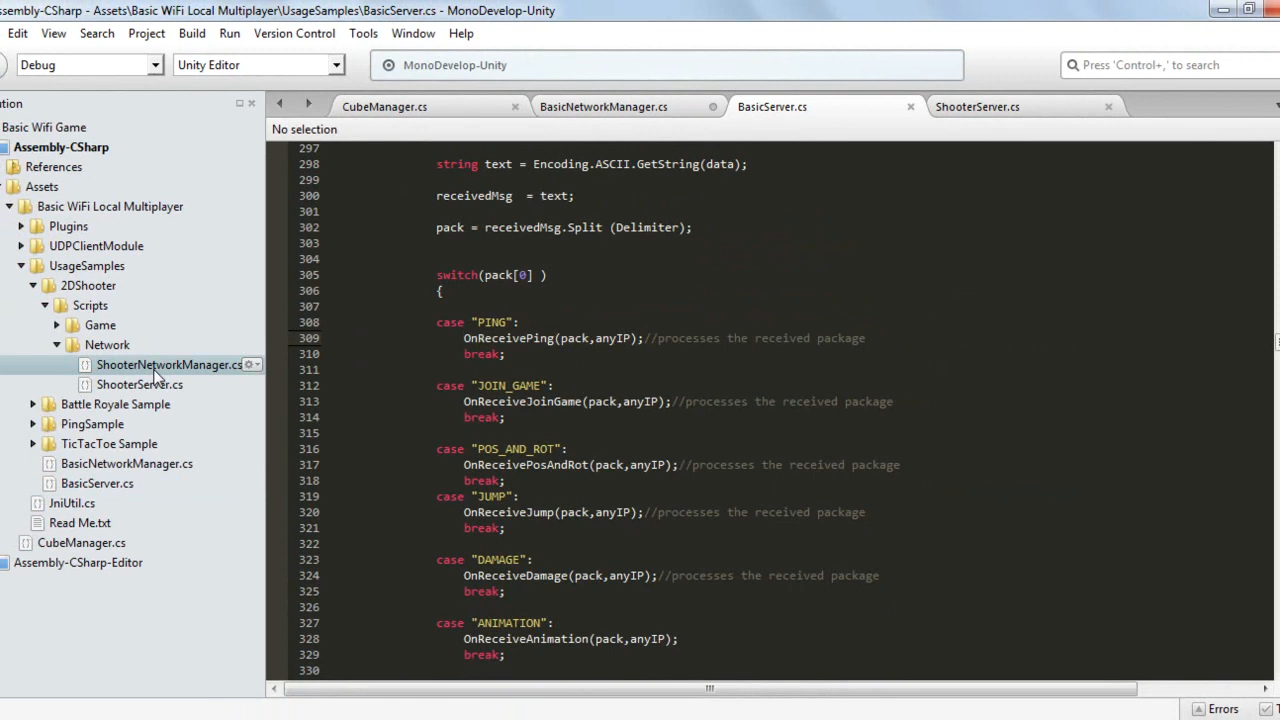 Assembly-CSharp - Assets\Basic WiFi Local Multiplayer\UsageSamples\BasicServer.cs - MonoDevelop-Unity
Edit View Search Project Build Run Version Control Tools Window Help
Debug Unity Editor MonoDevelop-Unity Press 'Control+,' to search
CubeManager.cs BasicNetworkManager.cs BasicServer.cs ShooterServer.cs
No selection
Basic Wifi Game
Assembly-CSharp
References
Assets
Basic WiFi Local Multiplayer
Plugins
UDPClientModule
UsageSamples
2DShooter
Scripts
Game
Network
ShooterNetworkManager.cs
ShooterServer.cs
Battle Royale Sample
PingSample
TicTacToe Sample
BasicNetworkManager.cs
BasicServer.cs
JniUtil.cs
Read Me.txt
CubeManager.cs
Assembly-CSharp-Editor
297
298 string text = Encoding.ASCII.GetString(data);
299
300 receivedMsg = text;
301
302 pack = receivedMsg.Split (Delimiter);
303
304
305 switch(pack[0] )
306 {
307
308 case "PING":
309 OnReceivePing(pack,anyIP);//processes the received package
310 break;
311
312 case "JOIN_GAME":
313 OnReceiveJoinGame(pack,anyIP);//processes the received package
314 break;
315
316 case "POS_AND_ROT":
317 OnReceivePosAndRot(pack,anyIP);//processes the received package
318 break;
319 case "JUMP":
320 OnReceiveJump(pack,anyIP);//processes the received package
321 break;
322
323 case "DAMAGE":
324 OnReceiveDamage(pack,anyIP);//processes the received package
325 break;
326
327 case "ANIMATION":
328 OnReceiveAnimation(pack,anyIP);
329 break;
330
Errors